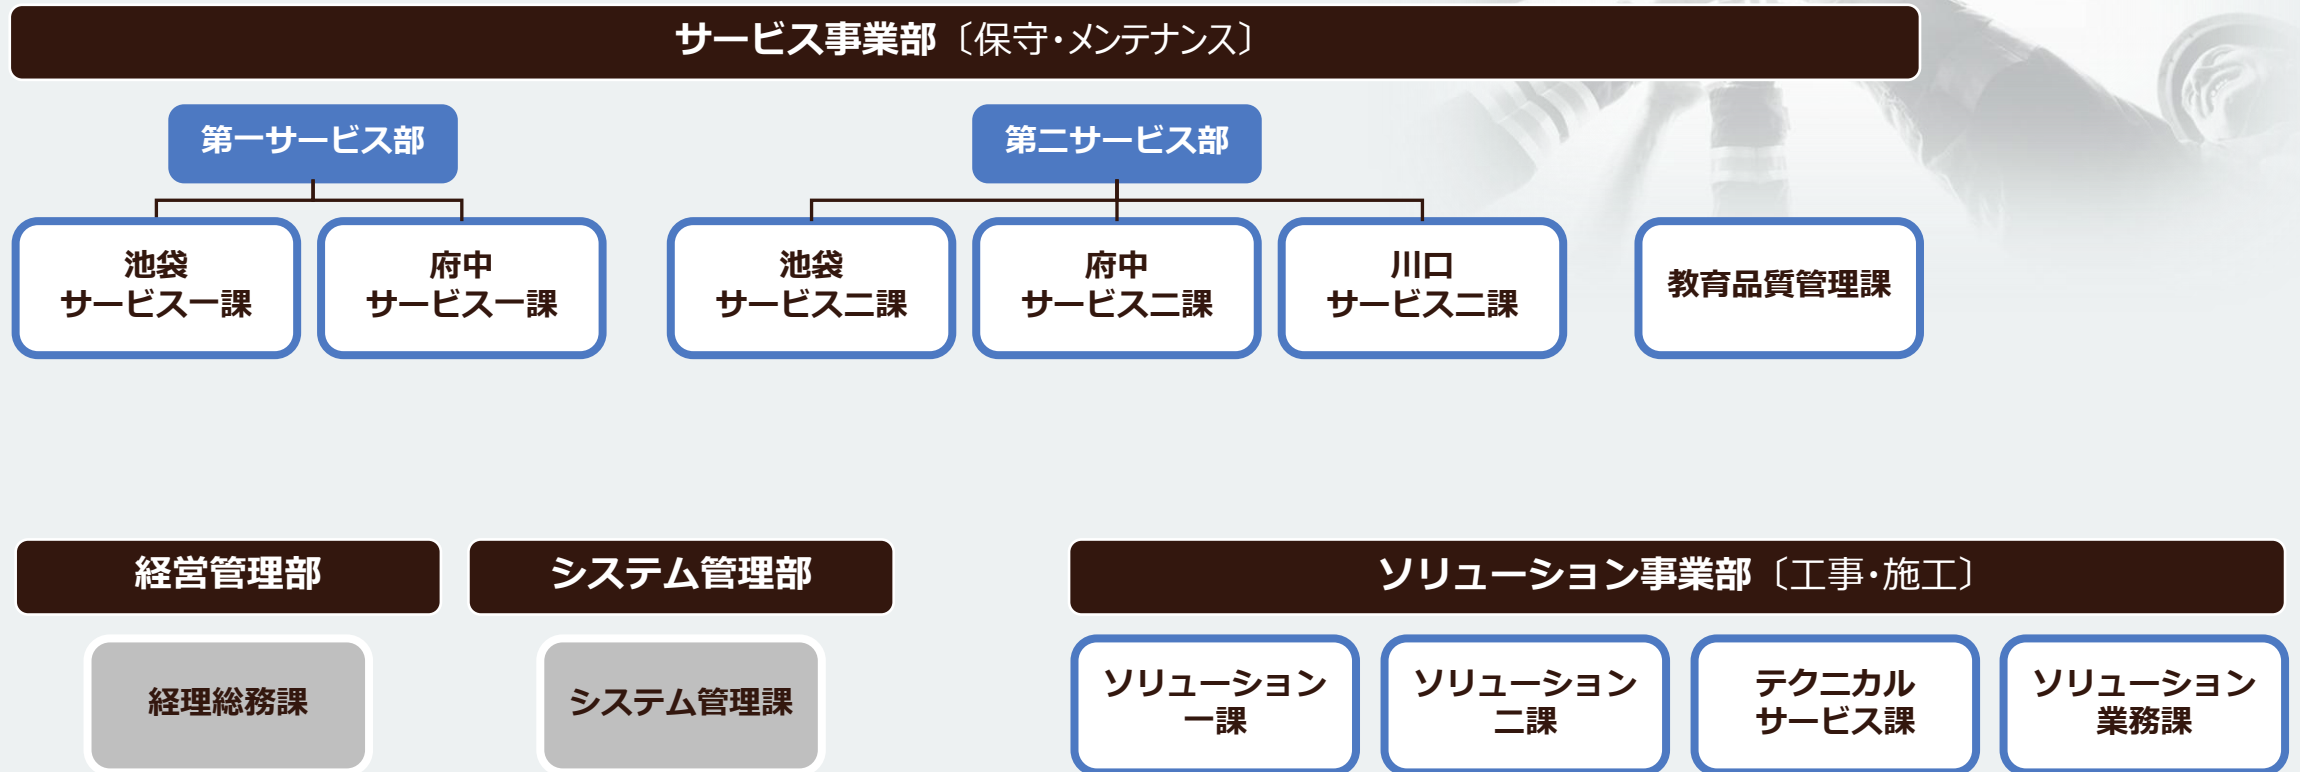 サービス事業部〔保守・メンテナンス〕
第一サービス部
第二サービス部
池袋
サービス一課
府中
サービス一課
池袋
サービス二課
府中
サービス二課
川口
サービス二課
教育品質管理課
経営管理部
システム管理部
ソリューション事業部〔工事・施工〕
経理総務課
システム管理課
ソリューション
一課
ソリューション
二課
テクニカル
サービス課
ソリューション
業務課